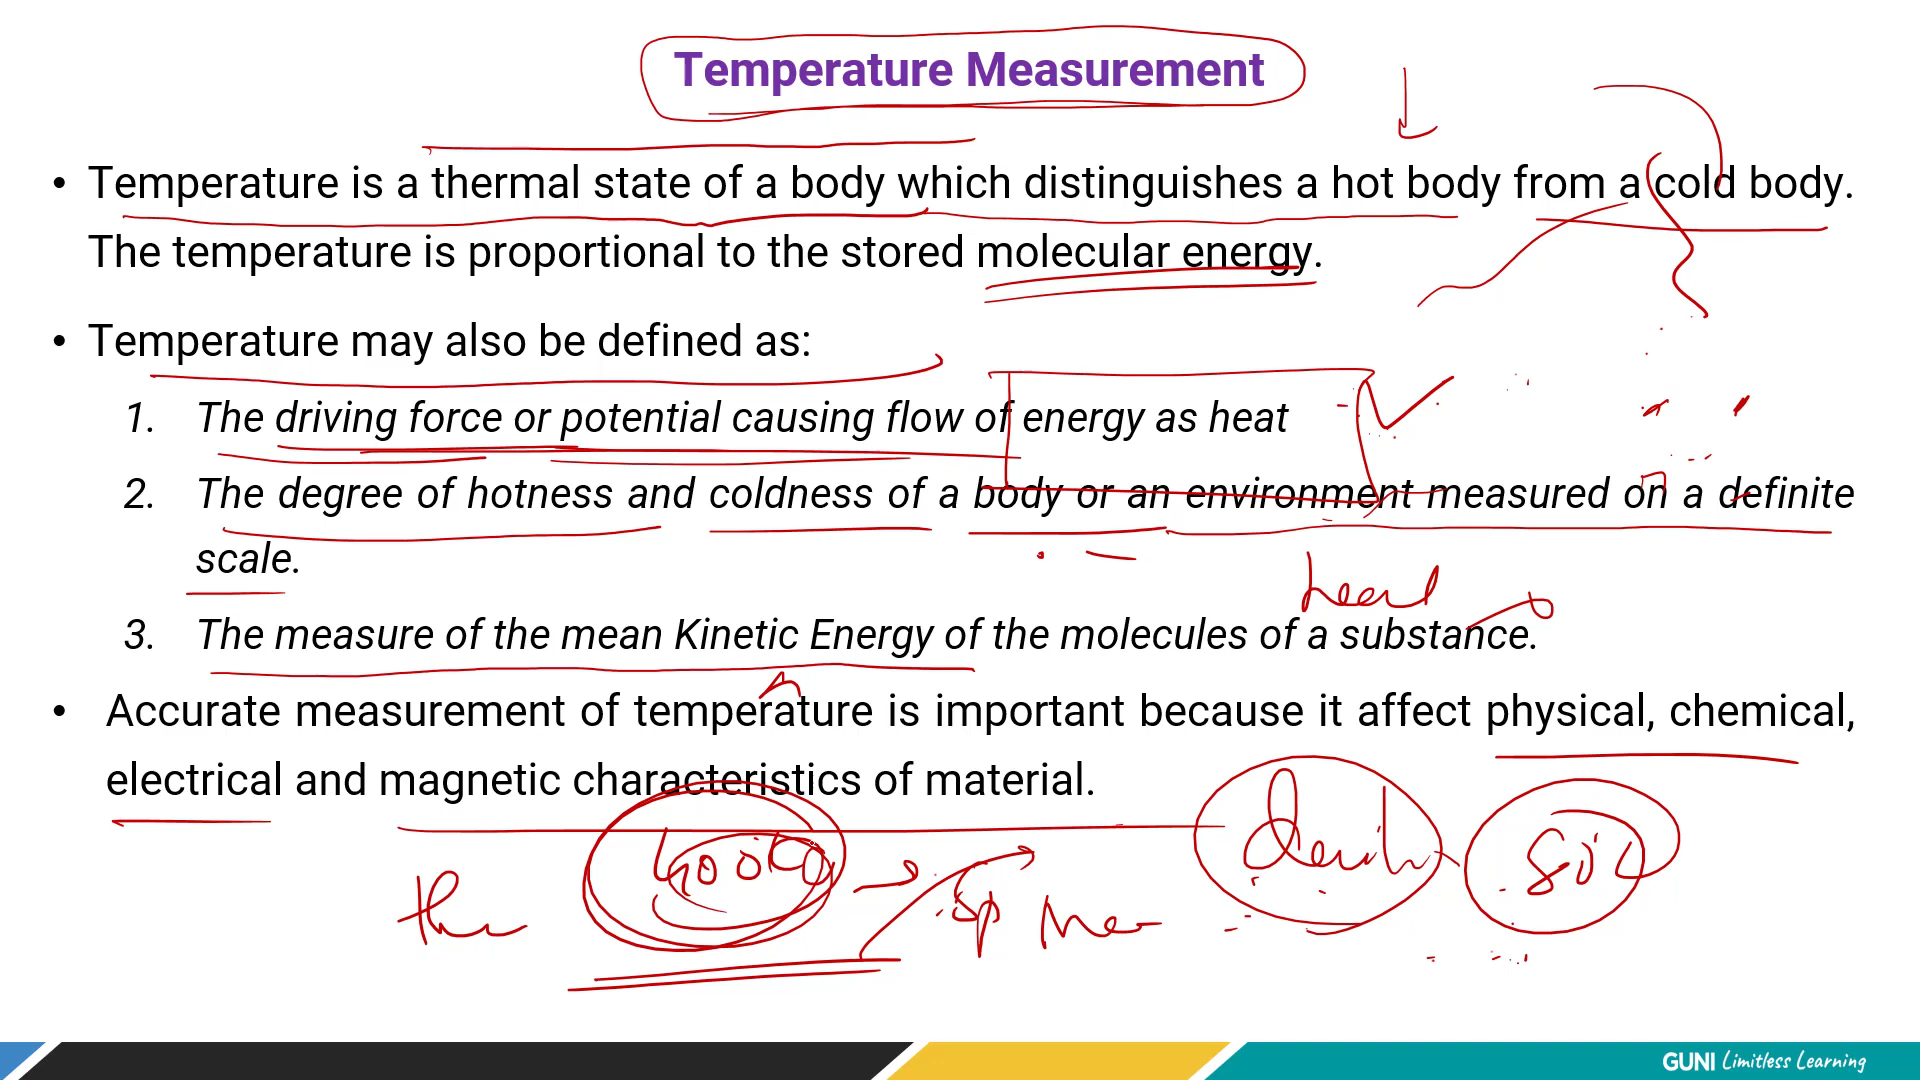 Temperature Measurement
• Temperature is a thermal state of a body which distinguishes a hot body from a cold body.
The temperature is proportional to the stored molecular energy.
• Temperature may also be defined as:
1. The driving force or potential causing flow of energy as heat
2. The degree of hotness and coldness of a body or an environment measured on a definite
scale.
3. The measure of the mean Kinetic Energy of the molecules of a substance.
• Accurate measurement of temperature is important because it affect physical, chemical,
electrical and magnetic characteristics of material.
GUNI Limitless Learning